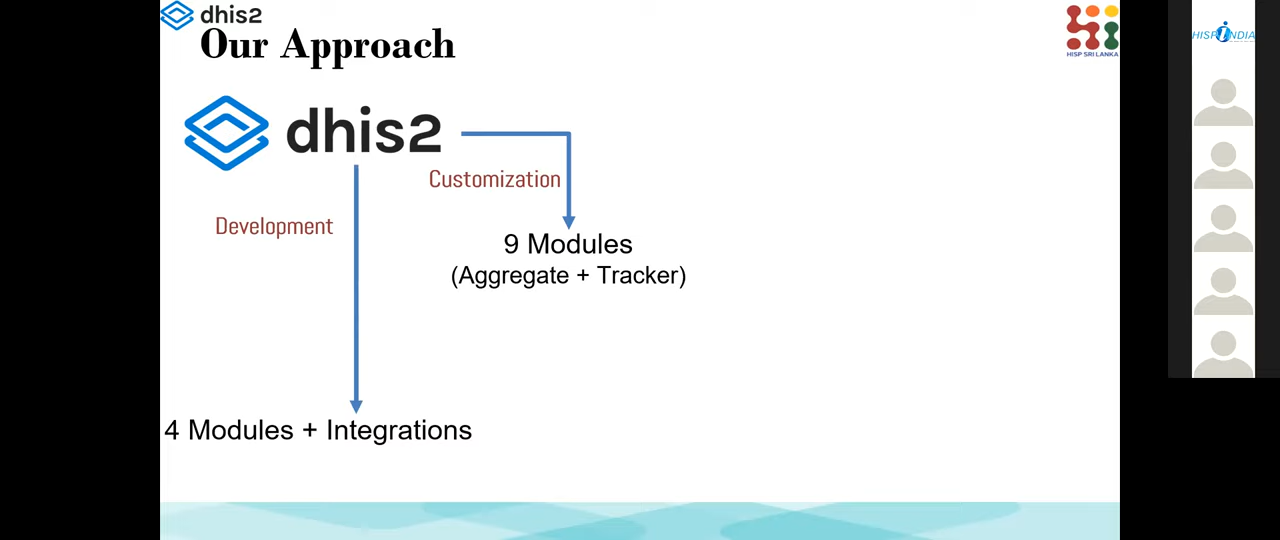 dhis2
Our Approach
HISP SRI LANKA
HISP INDIA
dhis2
Customization
Development
9 Modules
(Aggregate + Tracker)
4 Modules + Integrations